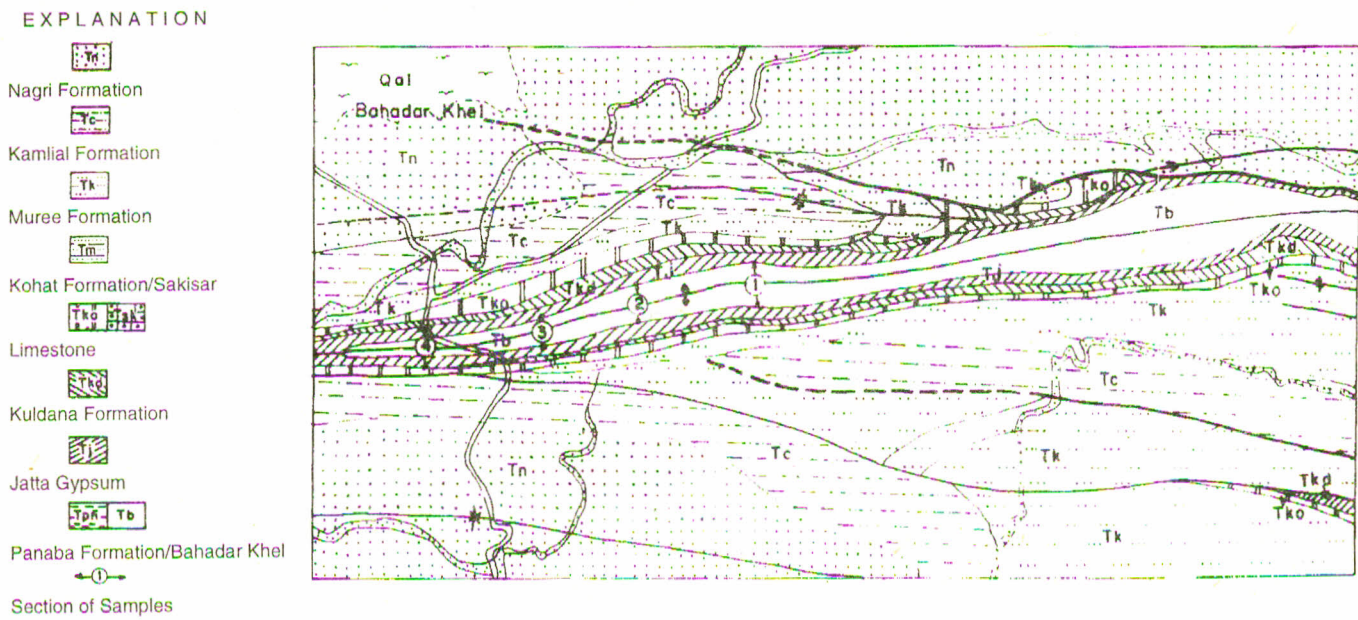 EXPLANATION
Tn
Nagri Formation
Tc
Kamlial Formation
Tk
Muree Formation
Tm
Kohat Formation/Sakisar
Tko Tsk
Limestone
Tkd
Kuldana Formation
Tj
Jatta Gypsum
Tpn Tb
Panaba Formation/Bahadar Khel
1
Section of Samples
Qal
Bahadar Khel
Tn
Tn
Tko
Tk
Tb
Tc
Tc
Tk
Tkd
Tk
Tko
Tkd
1
2
Tj
Tko
Tk
3
4
Tb
Tc
Tn
Tc
Tk
Tkd
Tko
Tk